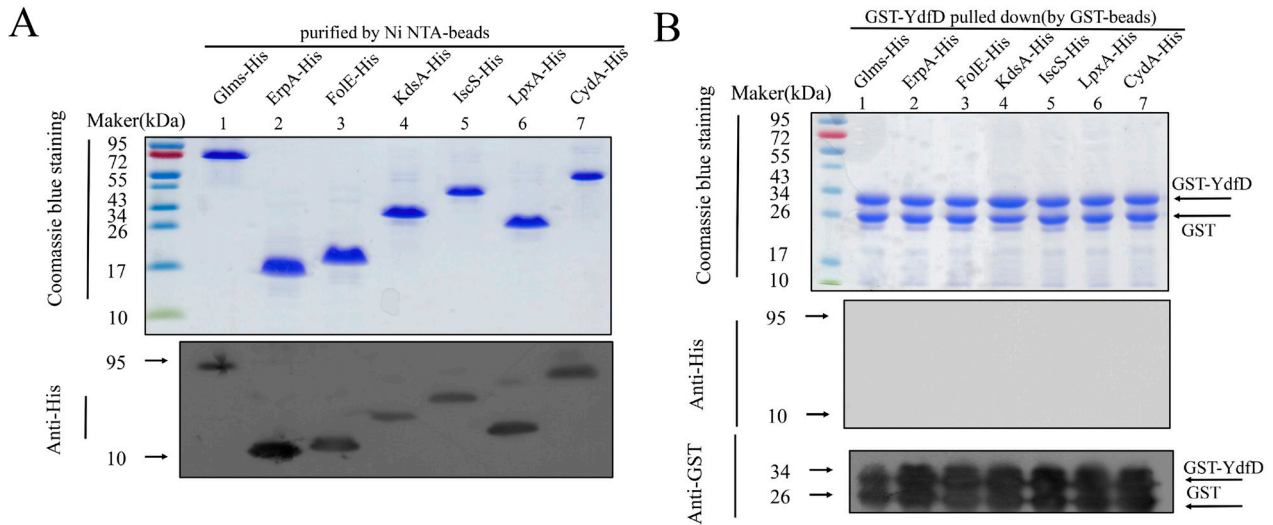 A
purified by Ni NTA-beads
Glms-His
ErpA-His
FolE-His
KdsA-His
IscS-His
LpxA-His
CydA-His
Maker(kDa)
1 2 3 4 5 6 7
Coomassie blue staining
95
72
55
43
34
26
17
10
Anti-His
95
10
B
GST-YdfD pulled down(by GST-beads)
Glms-His
ErpA-His
FolE-His
KdsA-His
IscS-His
LpxA-His
CydA-His
Maker(kDa)
1 2 3 4 5 6 7
Coomassie blue staining
95
72
55
43
34
26
17
10
GST-YdfD
GST
Anti-His
95
10
Anti-GST
34
26
GST-YdfD
GST